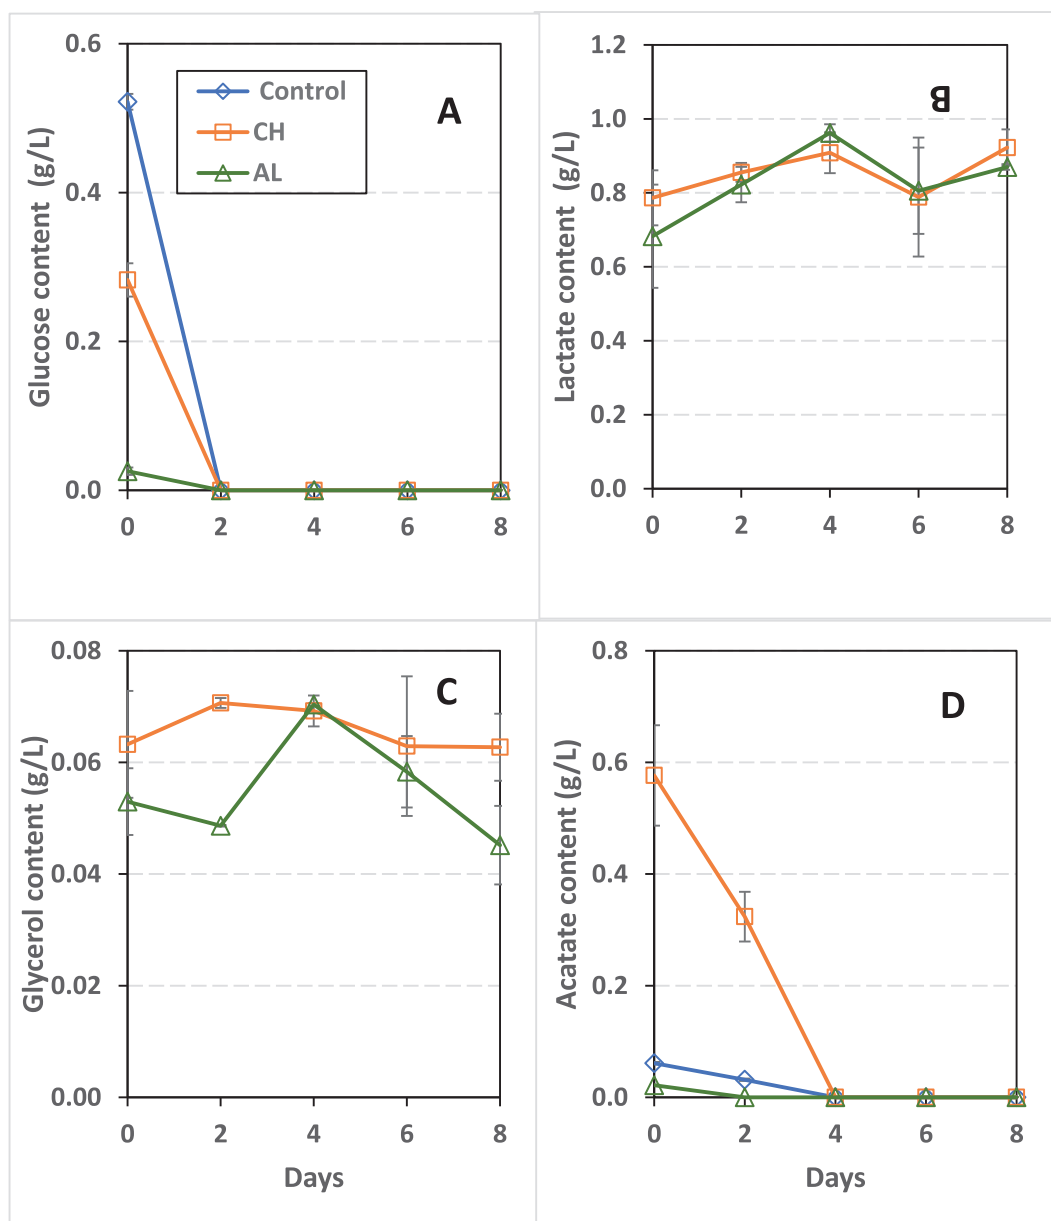 A
Control
CH
AL
Glucose content (g/L)
0.6
0.4
0.2
0.0
0 2 4 6 8
B
Lactate content (g/L)
1.2
1.0
0.8
0.6
0.4
0.2
0.0
0 2 4 6 8
C
Glycerol content (g/L)
0.08
0.06
0.04
0.02
0.00
0 2 4 6 8
Days
D
Acatate content (g/L)
0.8
0.6
0.4
0.2
0.0
0 2 4 6 8
Days